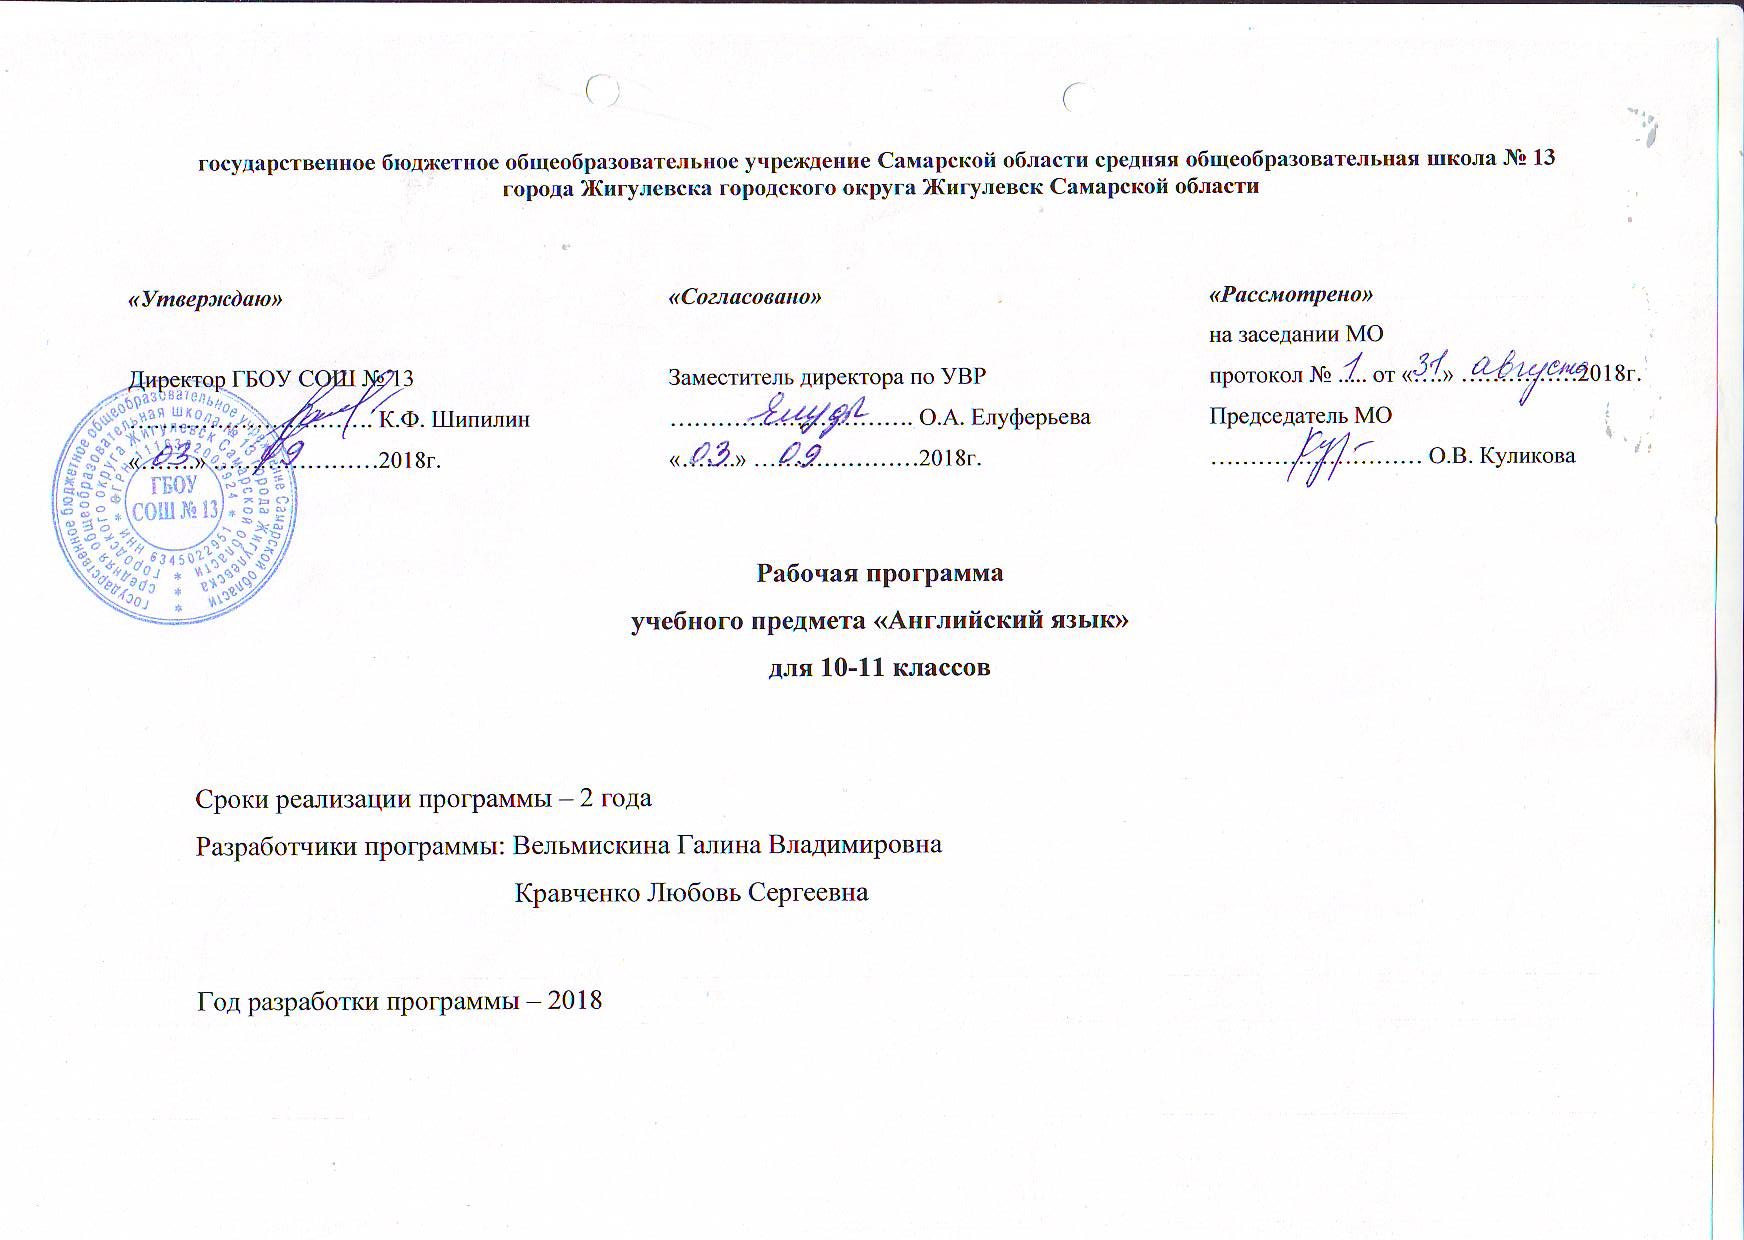 государственное бюджетное общеобразовательное учреждение Самарской области средняя общеобразовательная школа № 13
города Жигулевска городского округа Жигулевск Самарской области
«Утверждаю»
Директор ГБОУ СОШ № 13
К.Ф. Шипилин
«03» 09 2018г.
«Согласовано»
Заместитель директора по УВР
О.А. Елуферьева
«03» 09 2018г.
«Рассмотрено»
на заседании МО
протокол № 1 от «31» августа 2018г.
Председатель МО
О.В. Куликова
ГБОУ
СОШ № 13
ИНН 6345022951
Рабочая программа
учебного предмета «Английский язык»
для 10-11 классов
Сроки реализации программы – 2 года
Разработчики программы: Вельмискина Галина Владимировна
Кравченко Любовь Сергеевна
Год разработки программы – 2018